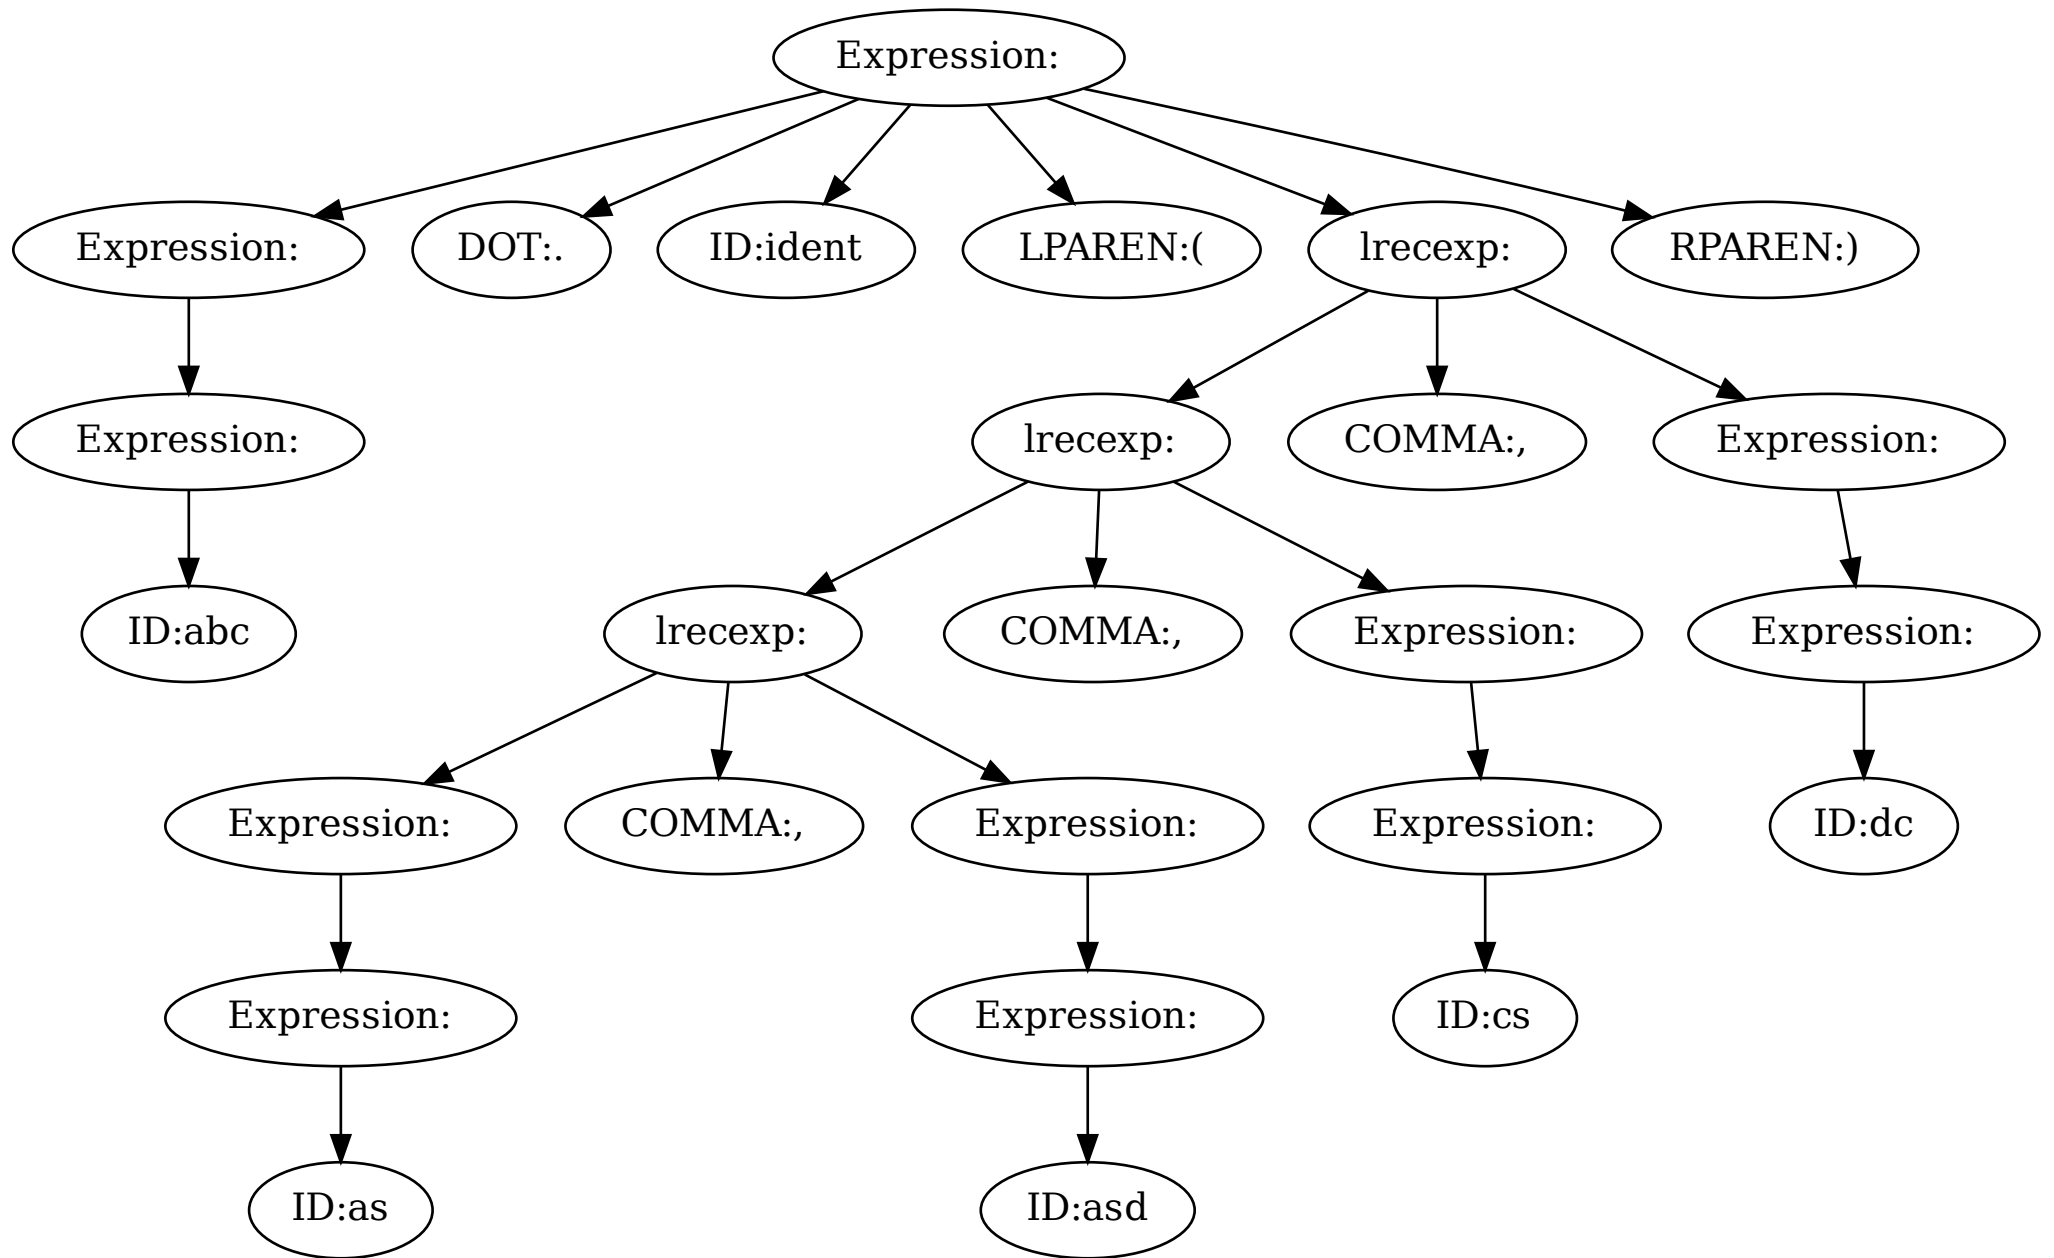 Expression:
Expression:
DOT:.
ID:ident
LPAREN:(
lrecexp:
RPAREN:)
Expression:
lrecexp:
COMMA:,
Expression:
ID:abc
lrecexp:
COMMA:,
Expression:
Expression:
Expression:
COMMA:,
Expression:
Expression:
ID:dc
Expression:
Expression:
ID:cs
ID:as
ID:asd